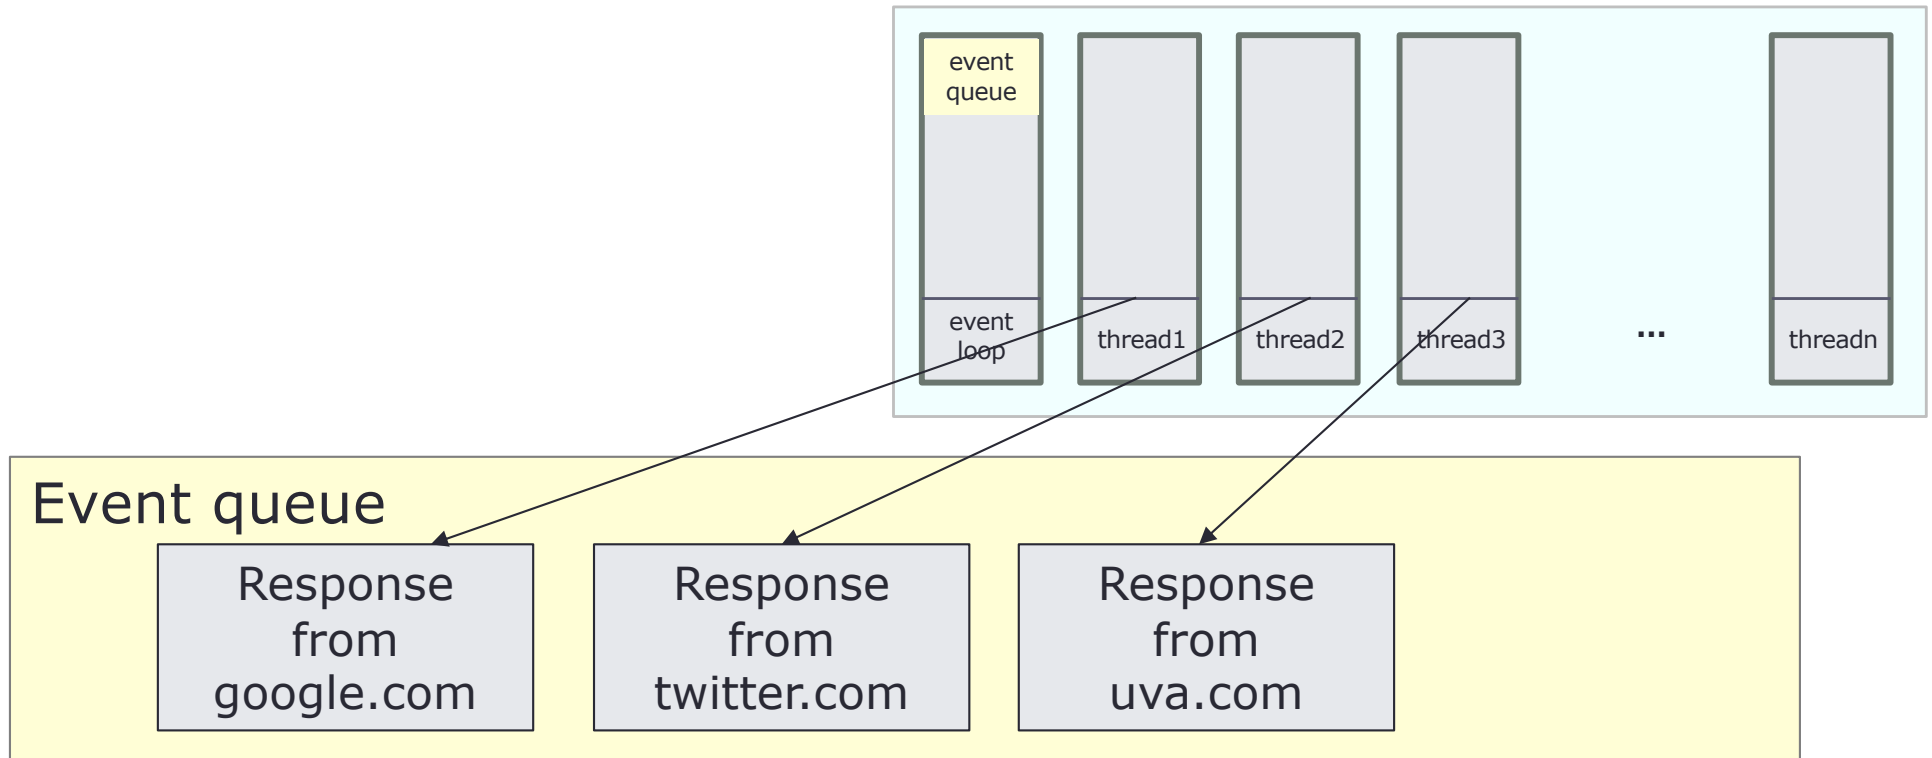 event
queue
event
loop
thread1
thread2
thread3
...
threadn
Event queue
Response
from
google.com
Response
from
twitter.com
Response
from
uva.com